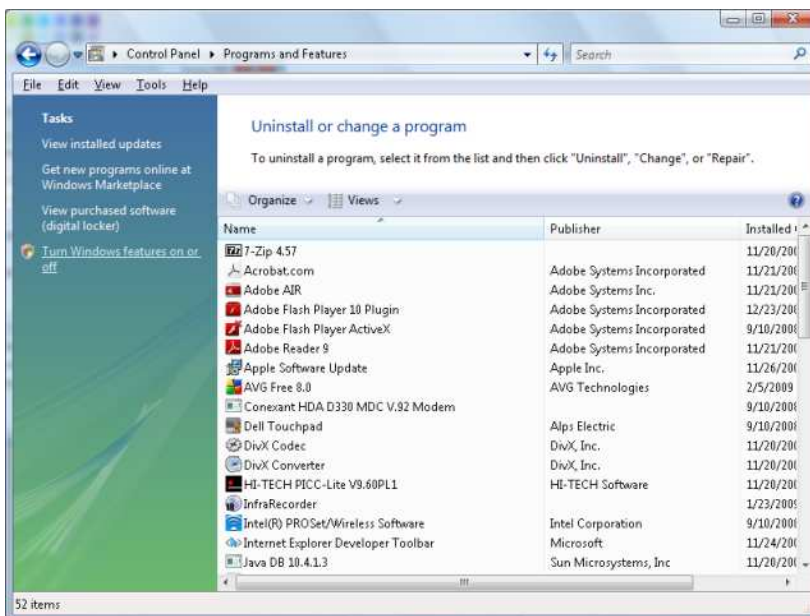 Control Panel Programs and Features
Search
File Edit View Tools Help
Tasks
View installed updates
Get new programs online at
Windows Marketplace
View purchased software
(digital locker)
Turn Windows features on or
off
Uninstall or change a program
To uninstall a program, select it from the list and then click "Uninstall", "Change", or "Repair".
Organize Views
Name Publisher Installed
7-Zip 4.57 11/20/200
Acrobat.com Adobe Systems Incorporated 11/21/200
Adobe AIR Adobe Systems Inc. 11/21/200
Adobe Flash Player 10 Plugin Adobe Systems Incorporated 12/23/200
Adobe Flash Player ActiveX Adobe Systems Incorporated 9/10/2008
Adobe Reader 9 Adobe Systems Incorporated 11/21/200
Apple Software Update Apple Inc. 11/26/200
AVG Free 8.0 AVG Technologies 2/5/2009
Conexant HDA D330 MDC V.92 Modem 9/10/2008
Dell Touchpad Alps Electric 9/10/2008
DivX Codec DivX, Inc. 11/20/200
DivX Converter DivX, Inc. 11/20/200
HI-TECH PICC-Lite V9.60PL1 HI-TECH Software 11/20/200
InfraRecorder 1/23/2009
Intel(R) PROSet/Wireless Software Intel Corporation 9/10/2008
Internet Explorer Developer Toolbar Microsoft 11/24/200
Java DB 10.4.1.3 Sun Microsystems, Inc 11/20/200
52 items